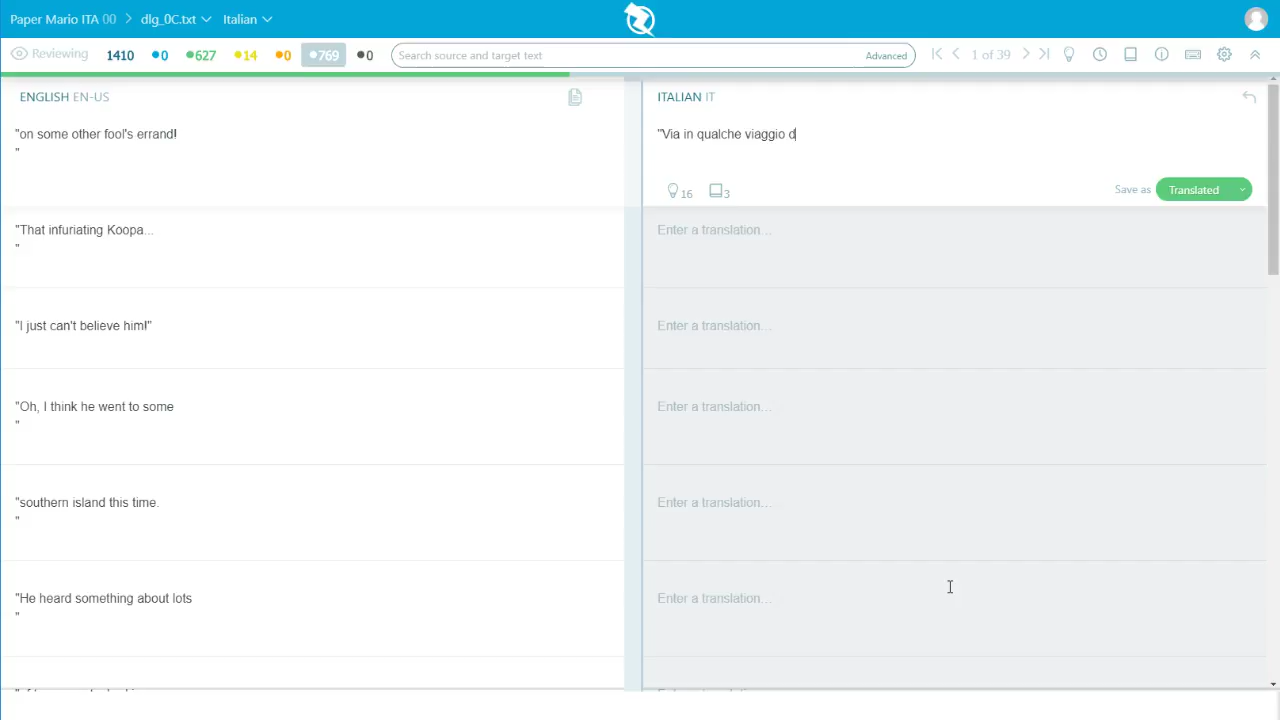 Paper Mario ITA 00 > dlg_0C.txt Italian
Reviewing 1410 0 627 14 0 769 0 Search source and target text Advanced 1 of 39
ENGLISH EN-US
ITALIAN IT
"on some other fool's errand!
"
"Via in qualche viaggio d
16 3 Save as Translated
"That infuriating Koopa...
"
Enter a translation...
"I just can't believe him!"
Enter a translation...
"Oh, I think he went to some
"
Enter a translation...
"southern island this time.
"
Enter a translation...
"He heard something about lots
"
Enter a translation...